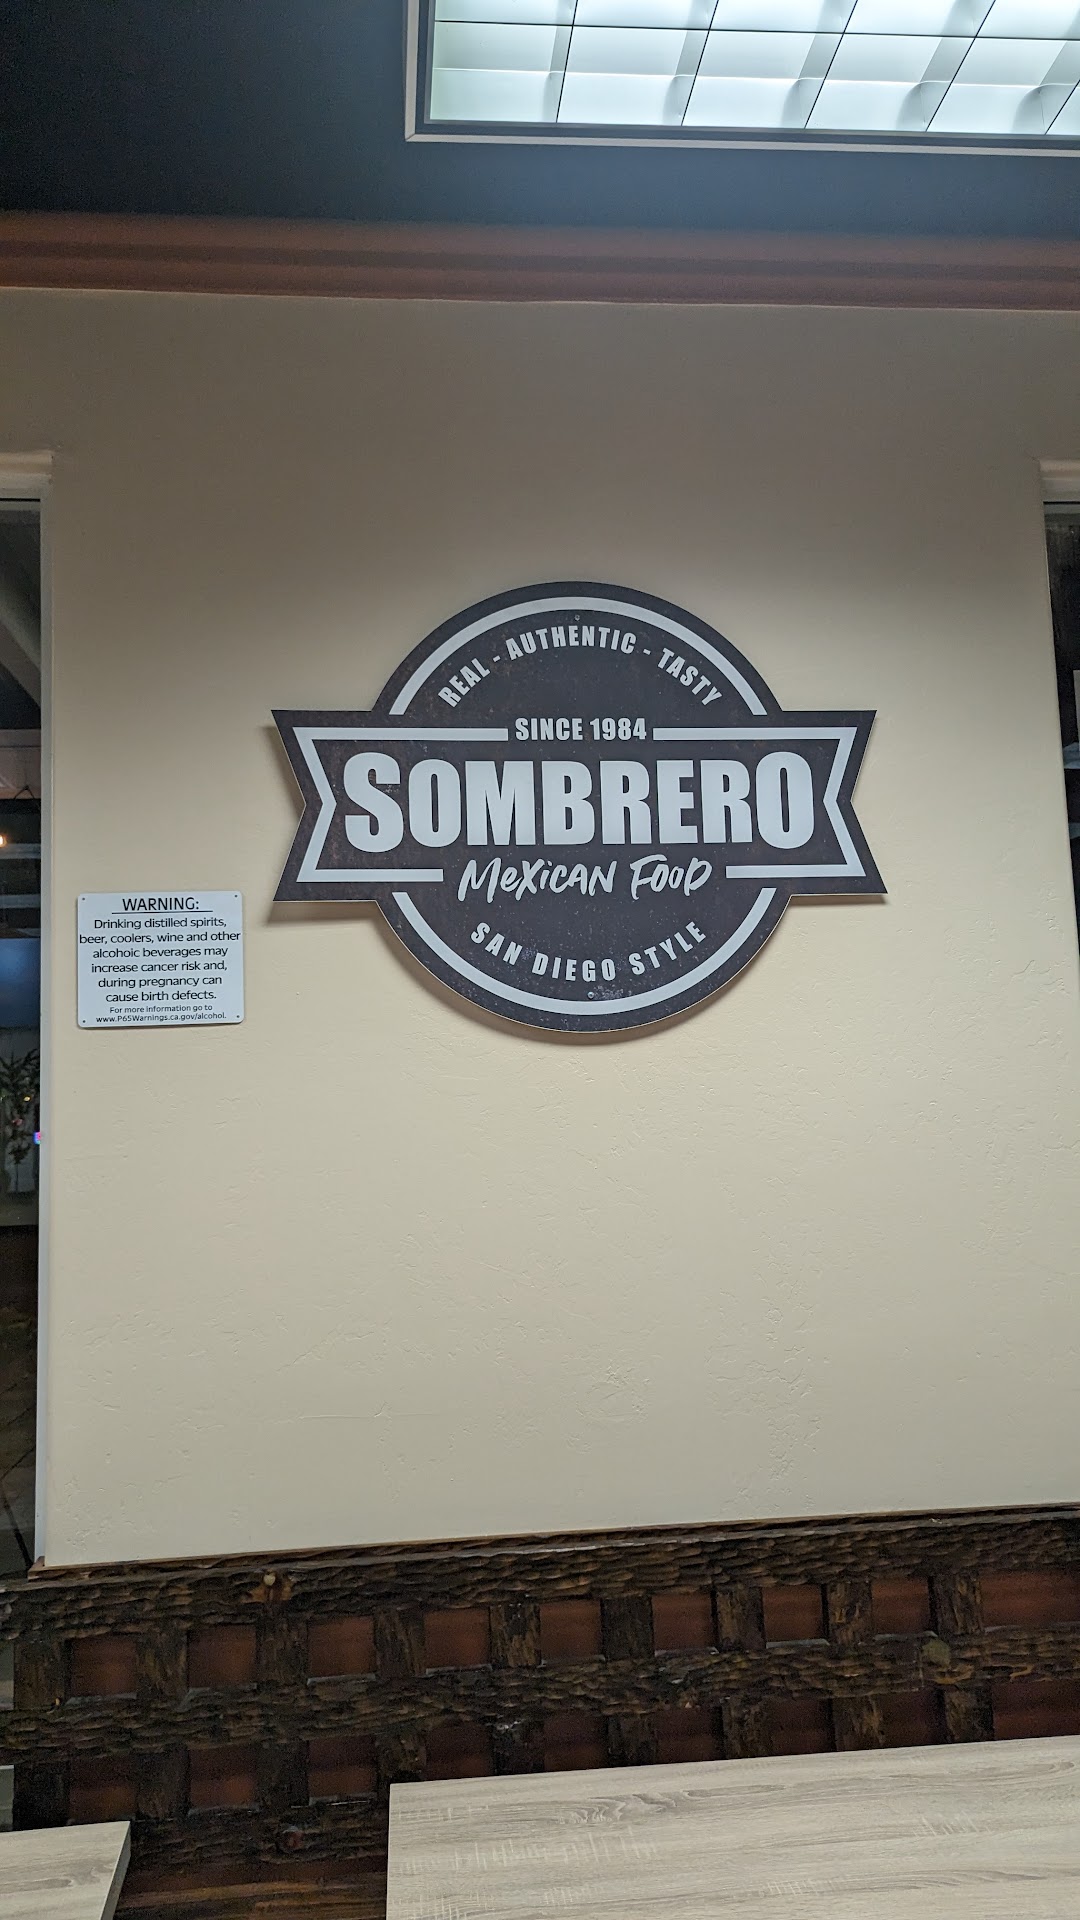 REAL - AUTHENTIC - TASTY
SINCE 1984
SOMBRERO
MEXICAN FOOD
SAN DIEGO STYLE
WARNING:
Drinking distilled spirits,
beer, coolers, wine and other
alcohoic beverages may
increase cancer risk and,
during pregnancy can
cause birth defects.
For more information go to
www.P65Warnings.ca.gov/alcohol.